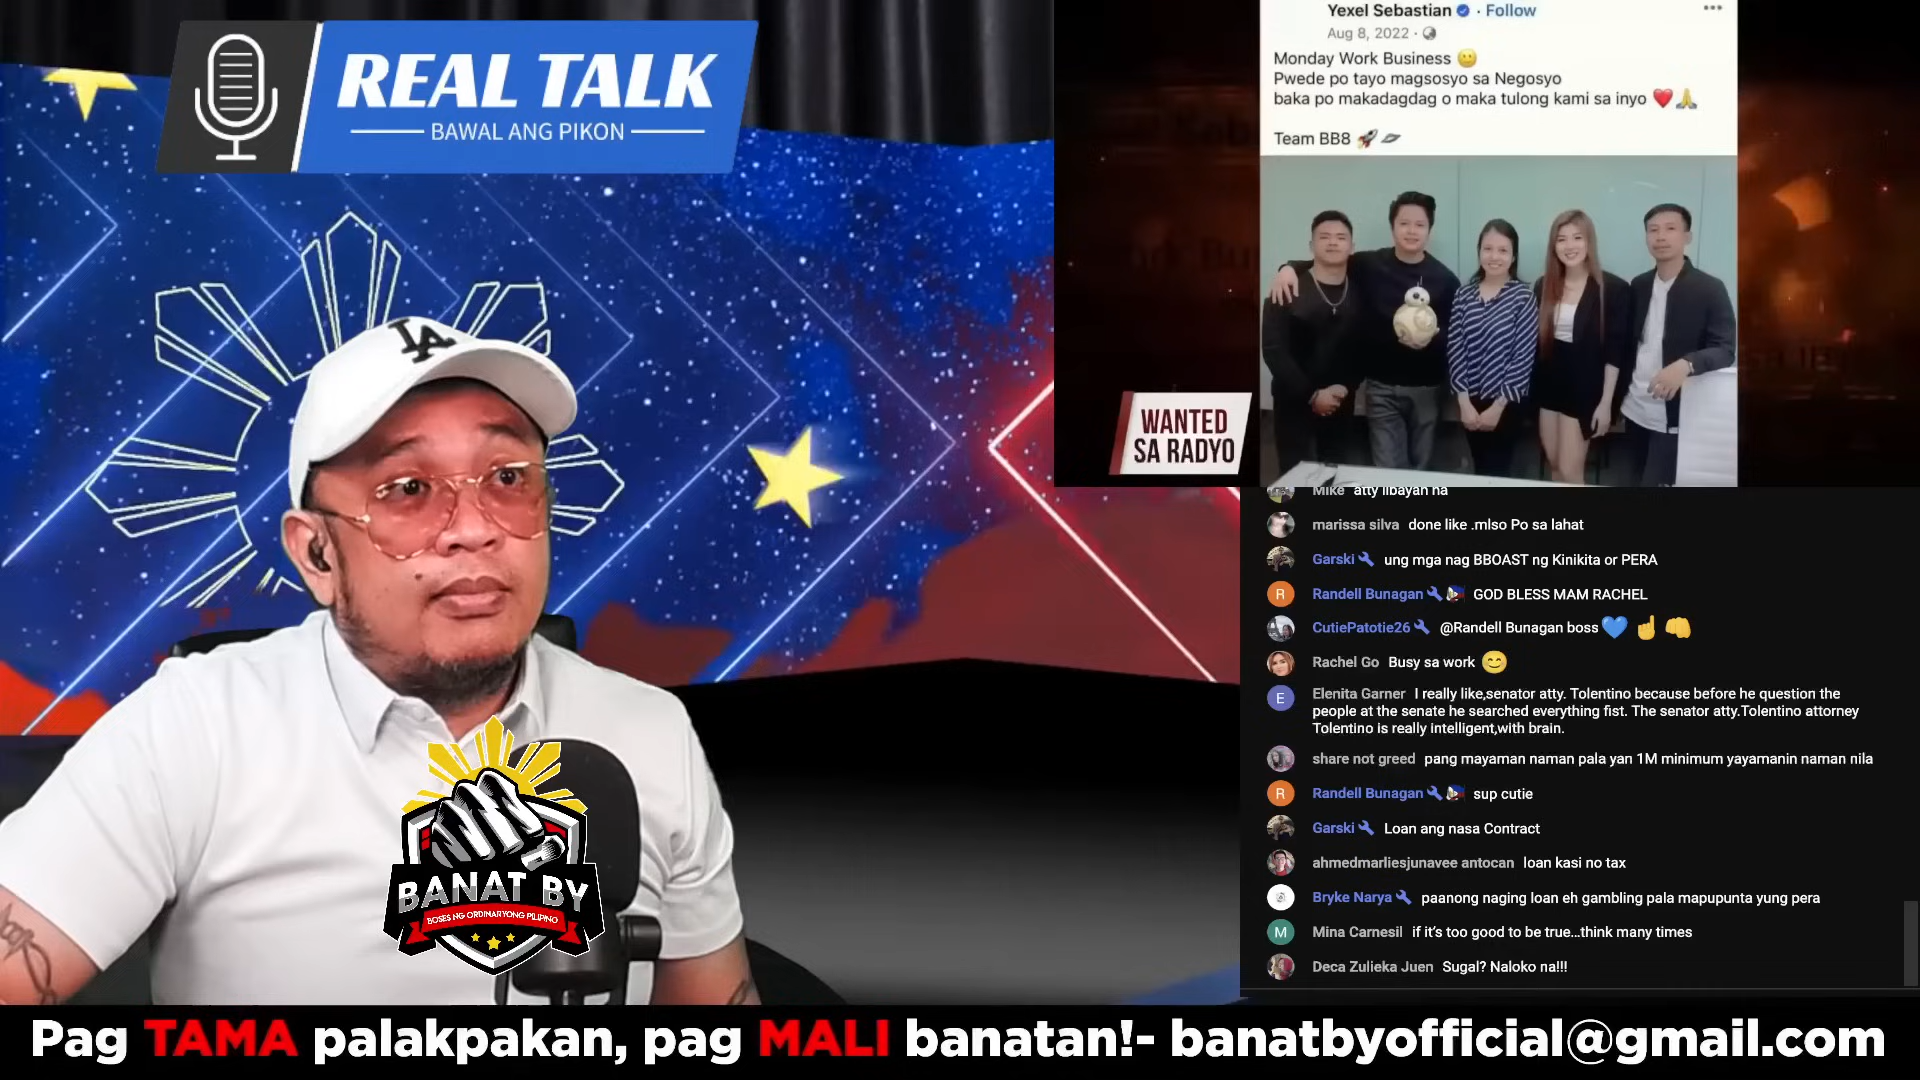 REAL TALK
BAWAL ANG PIKON
LA
Yexel Sebastian · Follow
Aug 8, 2022 ·
Monday Work Business 🙂
Pwede po tayo magsosyo sa Negosyo
baka po makadagdag o maka tulong kami sa inyo ❤️🙏
Team BB8 🚀🪐
WANTED
SA RADYO
Mike atty libayan na
marissa silva done like .mlso Po sa lahat
Garski ung mga nag BBOAST ng Kinikita or PERA
R Randell Bunagan GOD BLESS MAM RACHEL
CutiePatotie26 @Randell Bunagan boss 💙☝️👊
Rachel Go Busy sa work 😊
E Elenita Garner I really like,senator atty. Tolentino because before he question the
people at the senate he searched everything fist. The senator atty.Tolentino attorney
Tolentino is really intelligent,with brain.
share not greed pang mayaman naman pala yan 1M minimum yayamanin naman nila
R Randell Bunagan sup cutie
Garski Loan ang nasa Contract
ahmedmarliesjunavee antocan loan kasi no tax
Bryke Narya paanong naging loan eh gambling pala mapupunta yung pera
M Mina Carnesil if it's too good to be true...think many times
Deca Zulieka Juen Sugal? Naloko na!!!
BANAT BY
BOSES NG ORDINARYONG PILIPINO
Pag TAMA palakpakan, pag MALI banatan!- banatbyofficial@gmail.com